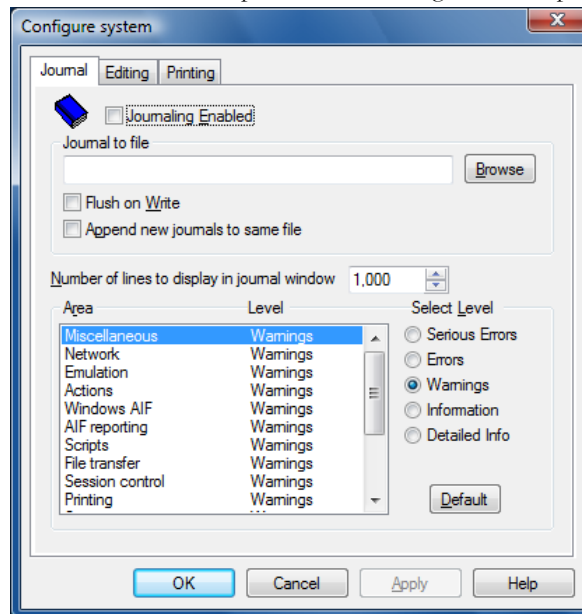 Configure system
Journal Editing Printing
Journaling Enabled
Journal to file
Browse
Flush on Write
Append new journals to same file
Number of lines to display in journal window 1,000
Area Level Select Level
Miscellaneous Warnings Serious Errors
Network Warnings Errors
Emulation Warnings Warnings
Actions Warnings Information
Windows AIF Warnings Detailed Info
AIF reporting Warnings
Scripts Warnings
File transfer Warnings
Session control Warnings
Printing Warnings Default
OK Cancel Apply Help